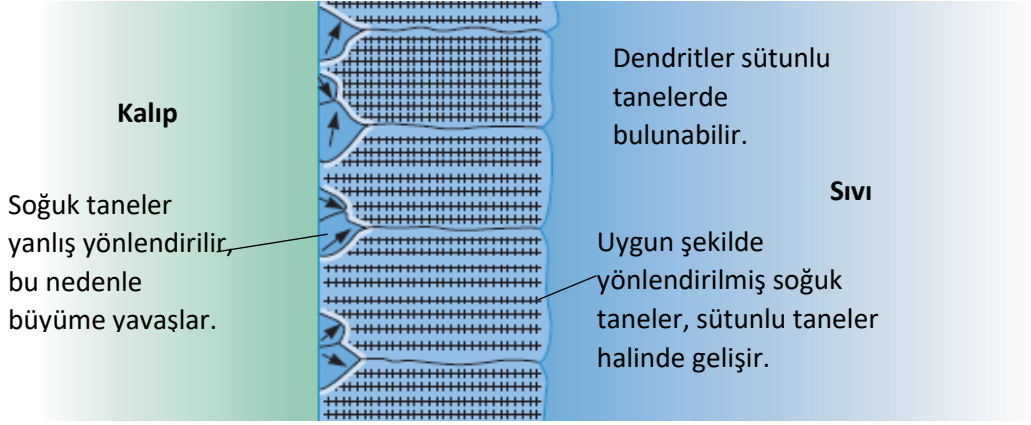 Kalıp
Soğuk taneler
yanlış yönlendirilir,
bu nedenle
büyüme yavaşlar.
Dendritler sütunlu
tanelerde
bulunabilir.
Sıvı
Uygun şekilde
yönlendirilmiş soğuk
taneler, sütunlu taneler
halinde gelişir.